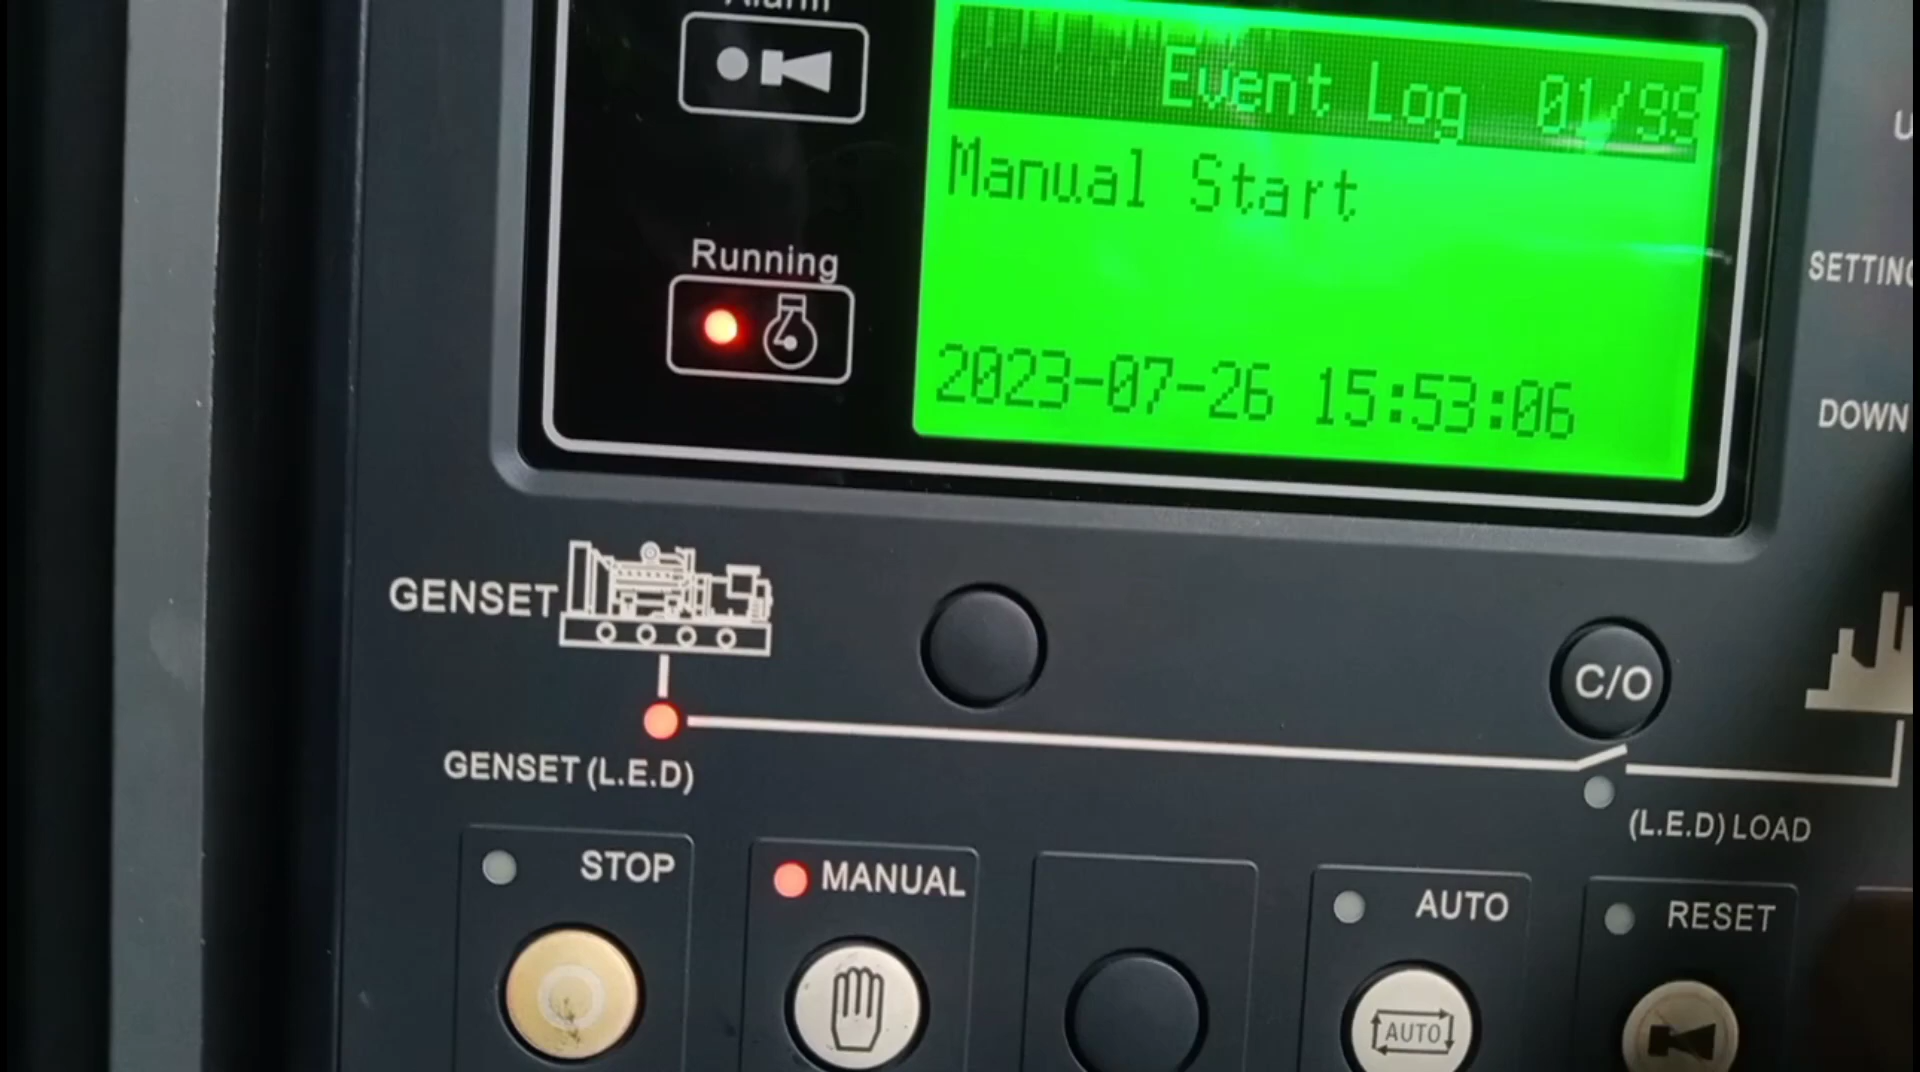 Alarm
Event Log 01/99
Manual Start
Running
2023-07-26 15:53:06
SETTING
DOWN
GENSET
C/O
GENSET (L.E.D)
(L.E.D) LOAD
STOP
MANUAL
AUTO
RESET
AUTO